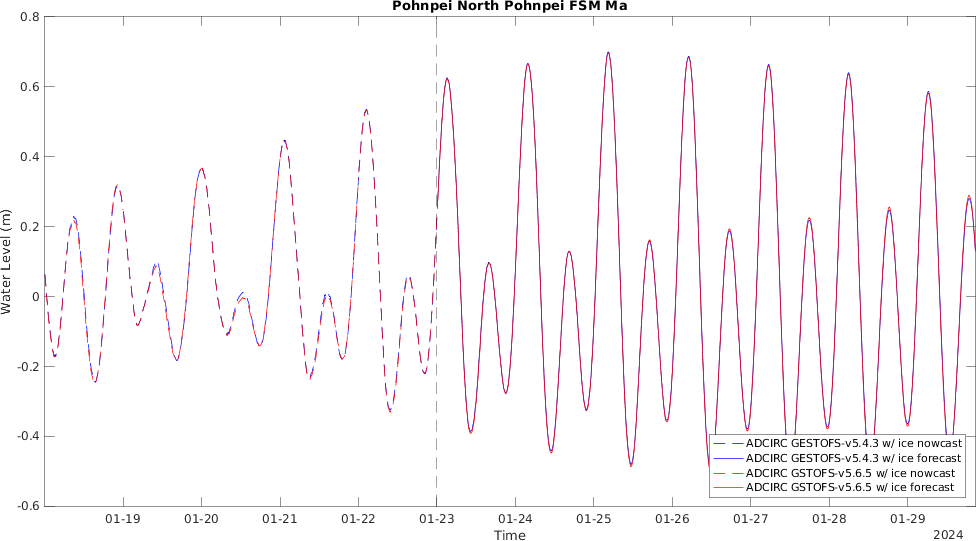 Pohnpei North Pohnpei FSM Ma
Water Level (m)
0.8
0.6
0.4
0.2
0
-0.2
-0.4
-0.6
01-19
01-20
01-21
01-22
01-23
01-24
01-25
01-26
01-27
01-28
01-29
Time
2024
ADCIRC GESTOFS-v5.4.3 w/ ice nowcast
ADCIRC GESTOFS-v5.4.3 w/ ice forecast
ADCIRC GSTOFS-v5.6.5 w/ ice nowcast
ADCIRC GSTOFS-v5.6.5 w/ ice forecast